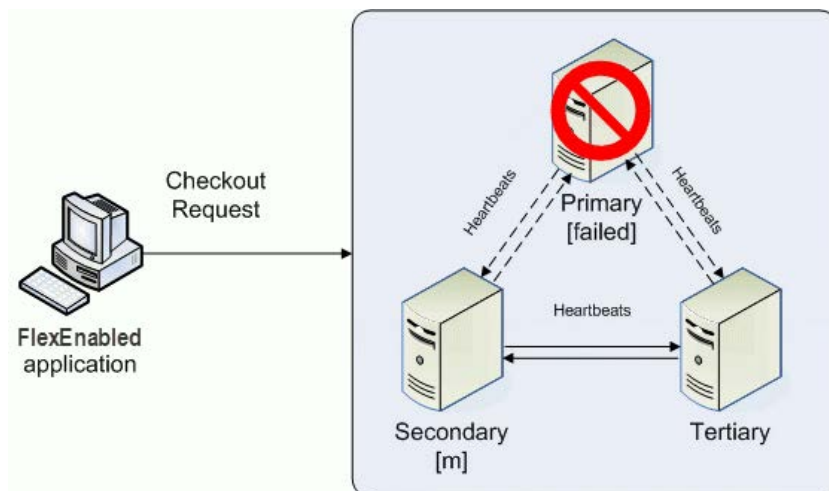 Checkout
Request
FlexEnabled
application
Primary
[failed]
Heartbeats
Heartbeats
Heartbeats
Secondary
[m]
Tertiary